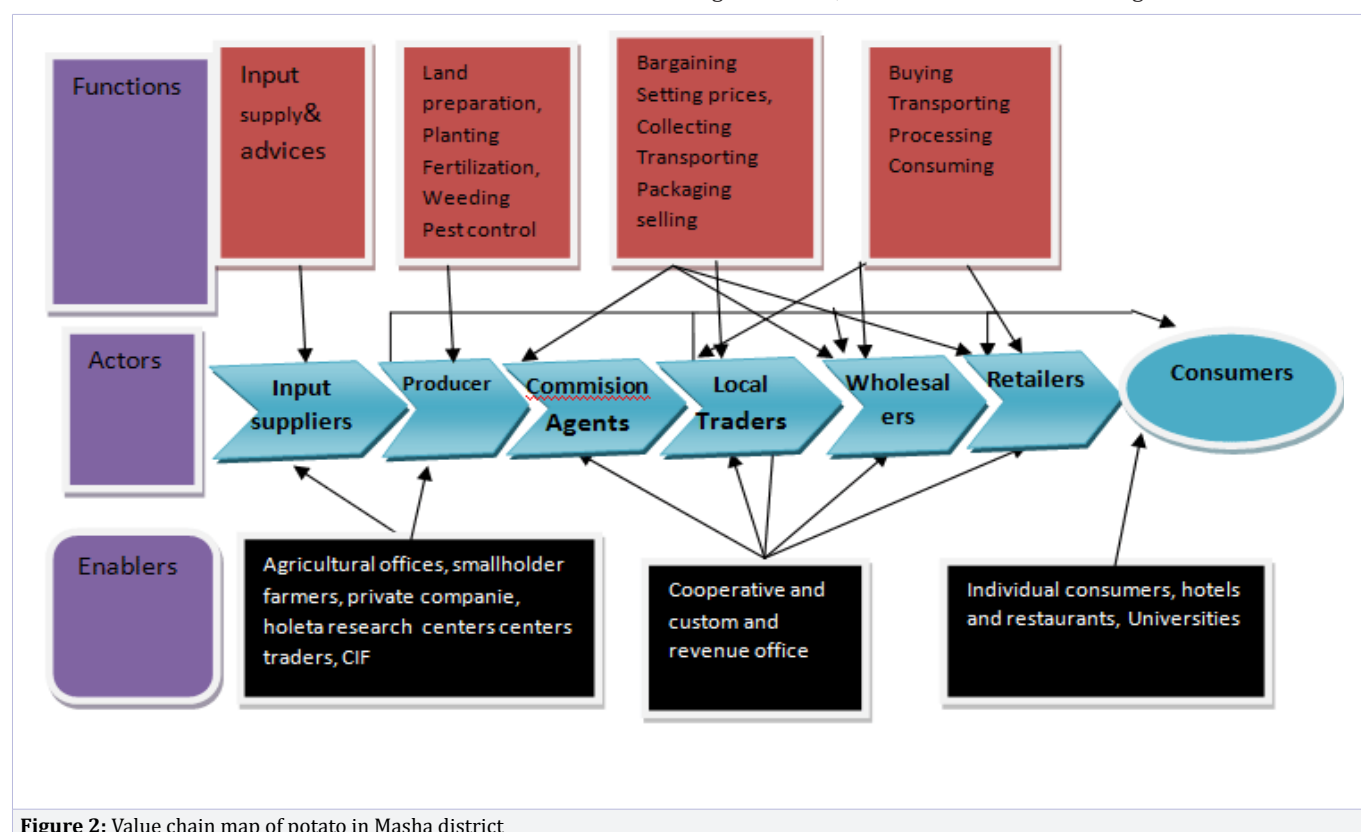 Functions
Input
supply&
advices
Land
preparation,
Planting
Fertilization,
Weeding
Pest control
Bargaining
Setting prices,
Collecting
Transporting
Packaging
selling
Buying
Transporting
Processing
Consuming
Actors
Input
suppliers
Producer
Commision
Agents
Local
Traders
Wholesal
ers
Retailers
Consumers
Enablers
Agricultural offices, smallholder
farmers, private companie,
holeta research centers centers
traders, CIF
Cooperative and
custom and
revenue office
Individual consumers, hotels
and restaurants, Universities
Figure 2: Value chain map of potato in Masha district